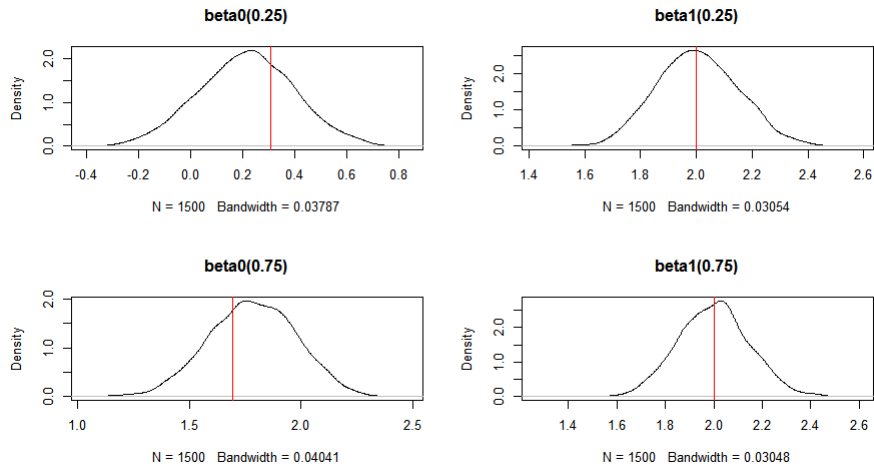 beta0(0.25)
Density
0.0 1.0 2.0
-0.4 -0.2 0.0 0.2 0.4 0.6 0.8
N = 1500 Bandwidth = 0.03787
beta1(0.25)
Density
0.0 1.0 2.0
1.4 1.6 1.8 2.0 2.2 2.4 2.6
N = 1500 Bandwidth = 0.03054
beta0(0.75)
Density
0.0 1.0 2.0
1.0 1.5 2.0 2.5
N = 1500 Bandwidth = 0.04041
beta1(0.75)
Density
0.0 1.0 2.0
1.4 1.6 1.8 2.0 2.2 2.4 2.6
N = 1500 Bandwidth = 0.03048